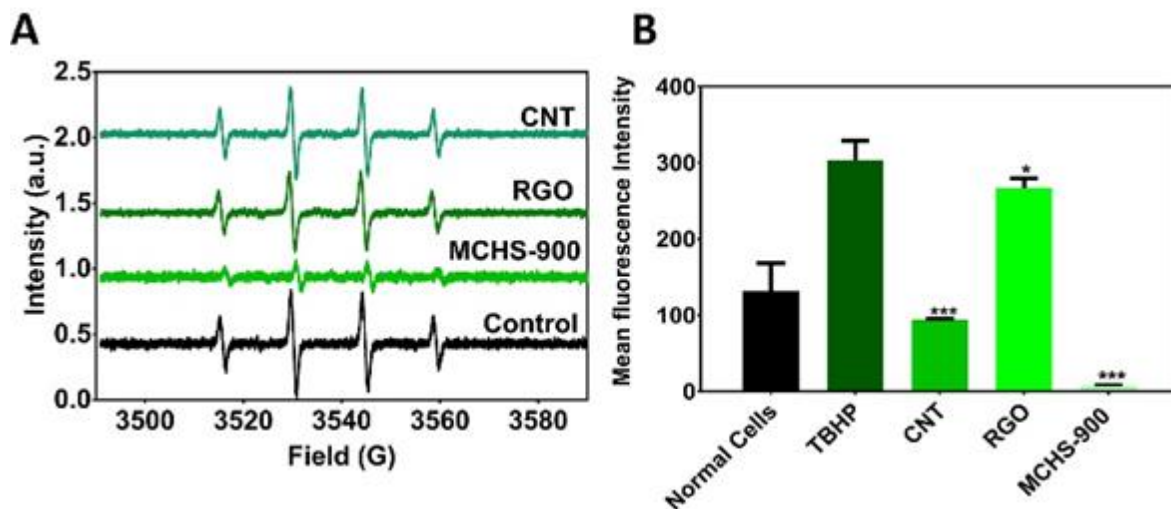 A
2.5
2.0
1.5
1.0
0.5
0.0
Intensity (a.u.)
CNT
RGO
MCHS-900
Control
3500 3520 3540 3560 3580
Field (G)
B
400
300
200
100
0
Mean fluorescence Intensity
***
*
***
Normal Cells
TBHP
CNT
RGO
MCHS-900